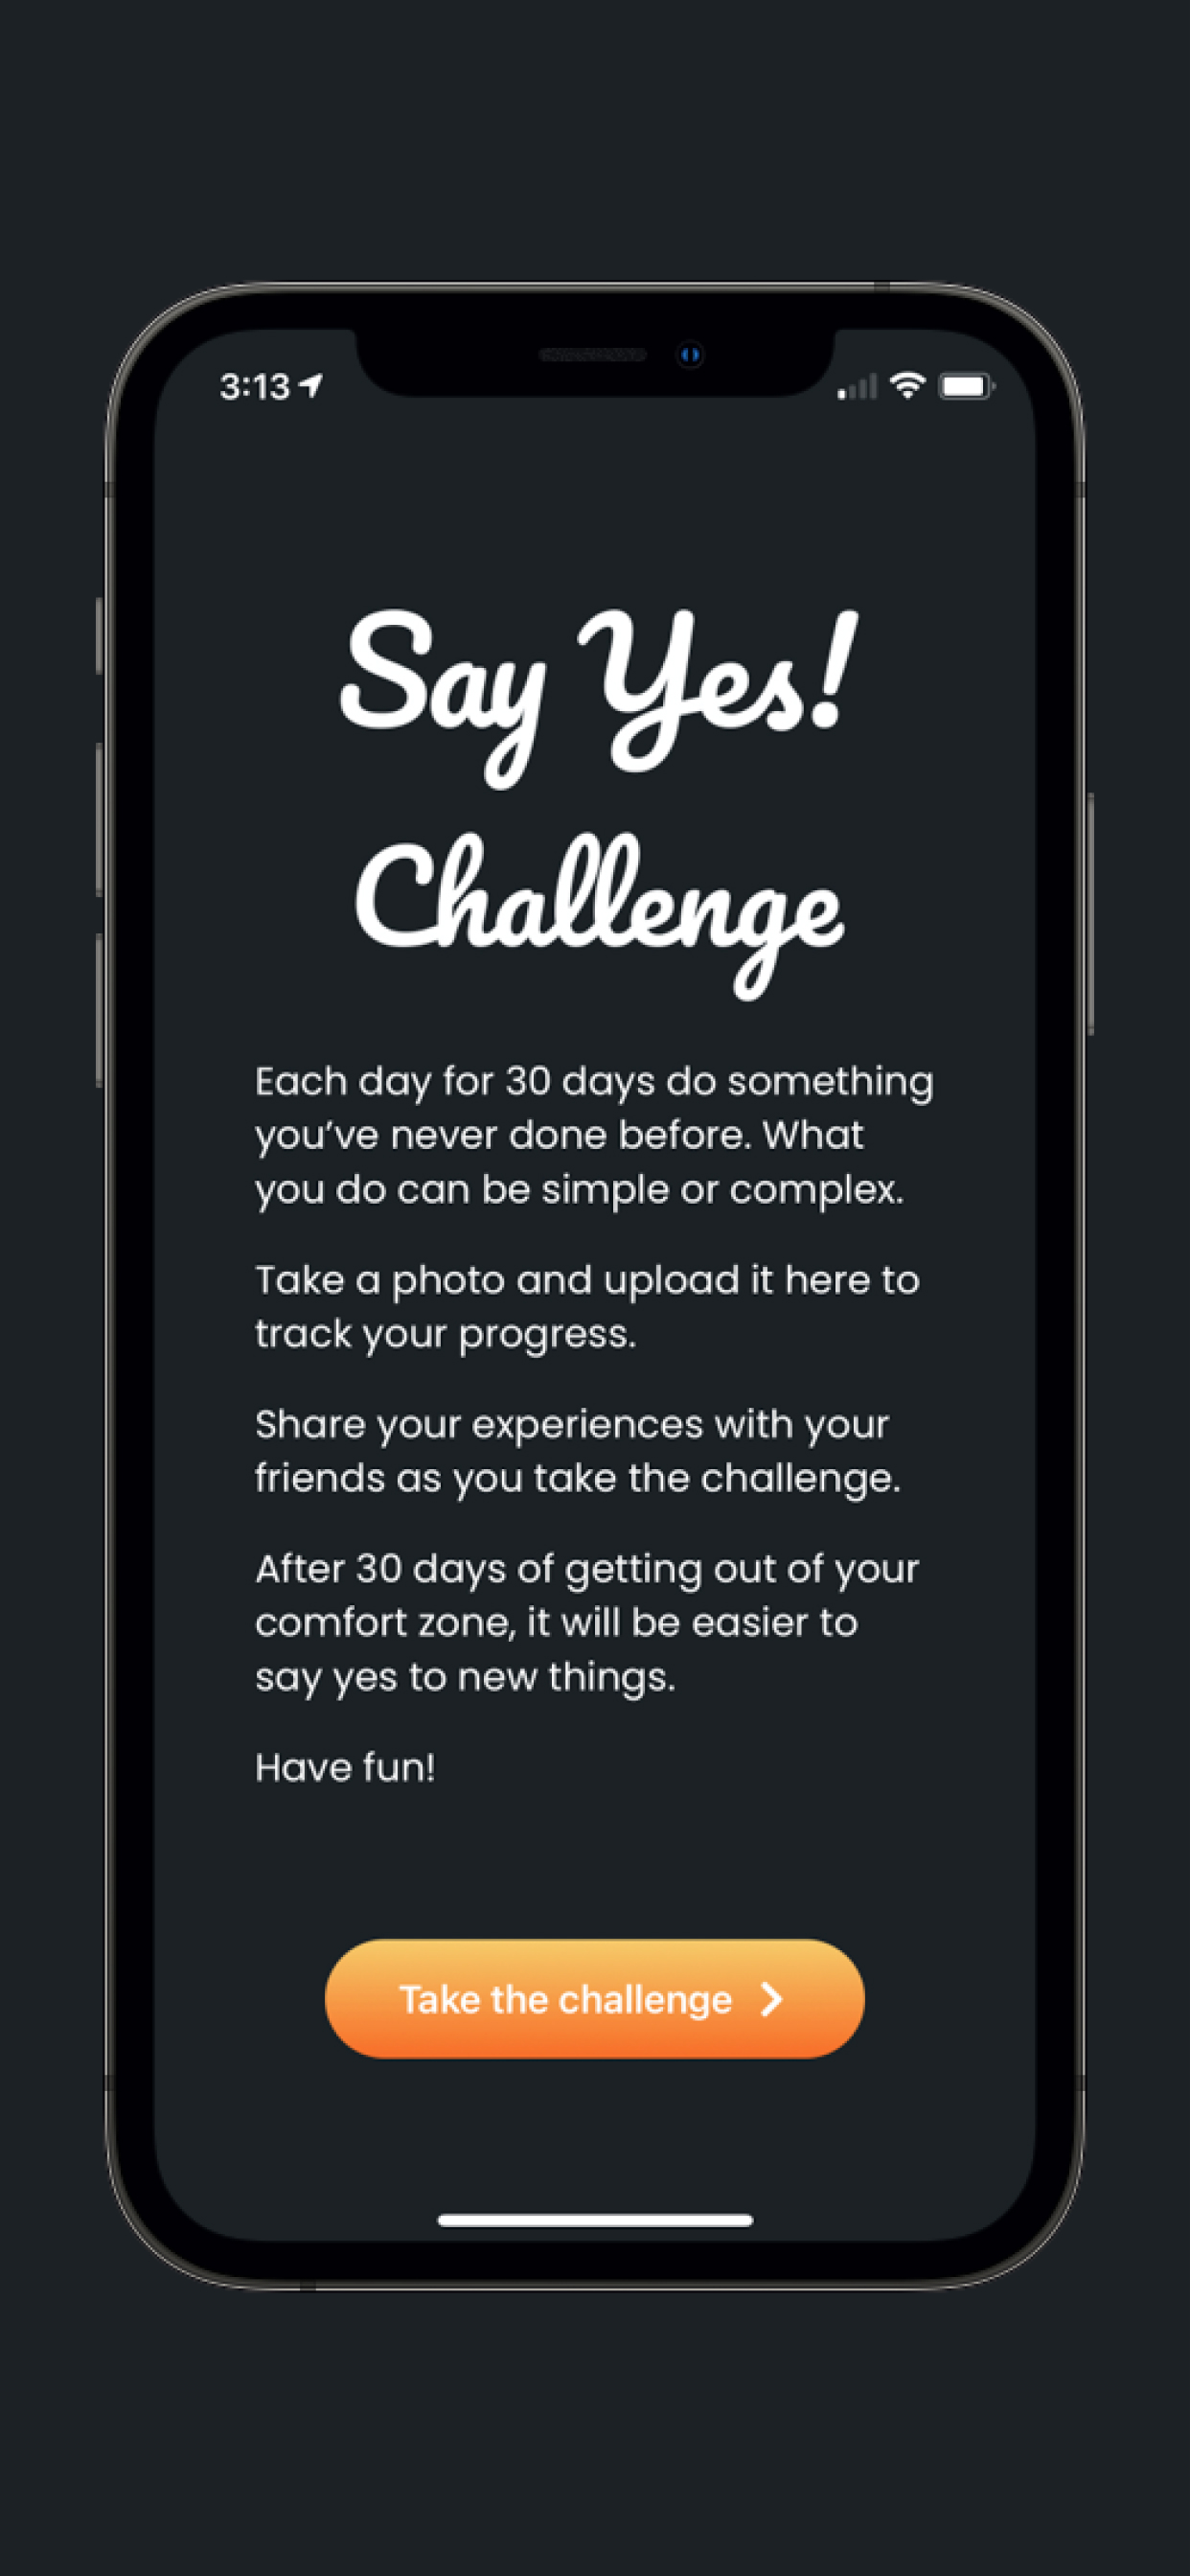 3:13
Say Yes!
Challenge
Each day for 30 days do something
you’ve never done before. What
you do can be simple or complex.
Take a photo and upload it here to
track your progress.
Share your experiences with your
friends as you take the challenge.
After 30 days of getting out of your
comfort zone, it will be easier to
say yes to new things.
Have fun!
Take the challenge